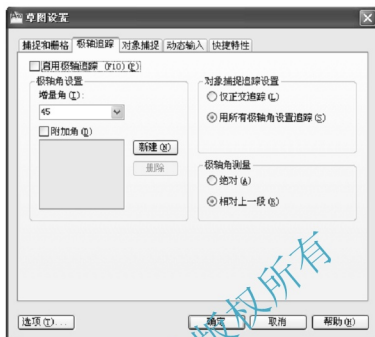 草图设置
捕捉和栅格 极轴追踪 对象捕捉 动态输入 快捷特性
启用极轴追踪 (F10)(P)
极轴角设置
增量角(I):
45
附加角(D)
新建(N)
删除
对象捕捉追踪设置
仅正交追踪(L)
用所有极轴角设置追踪(S)
极轴角测量
绝对(A)
相对上一段(R)
选项(T)...
确定
取消
帮助(H)
版权所有